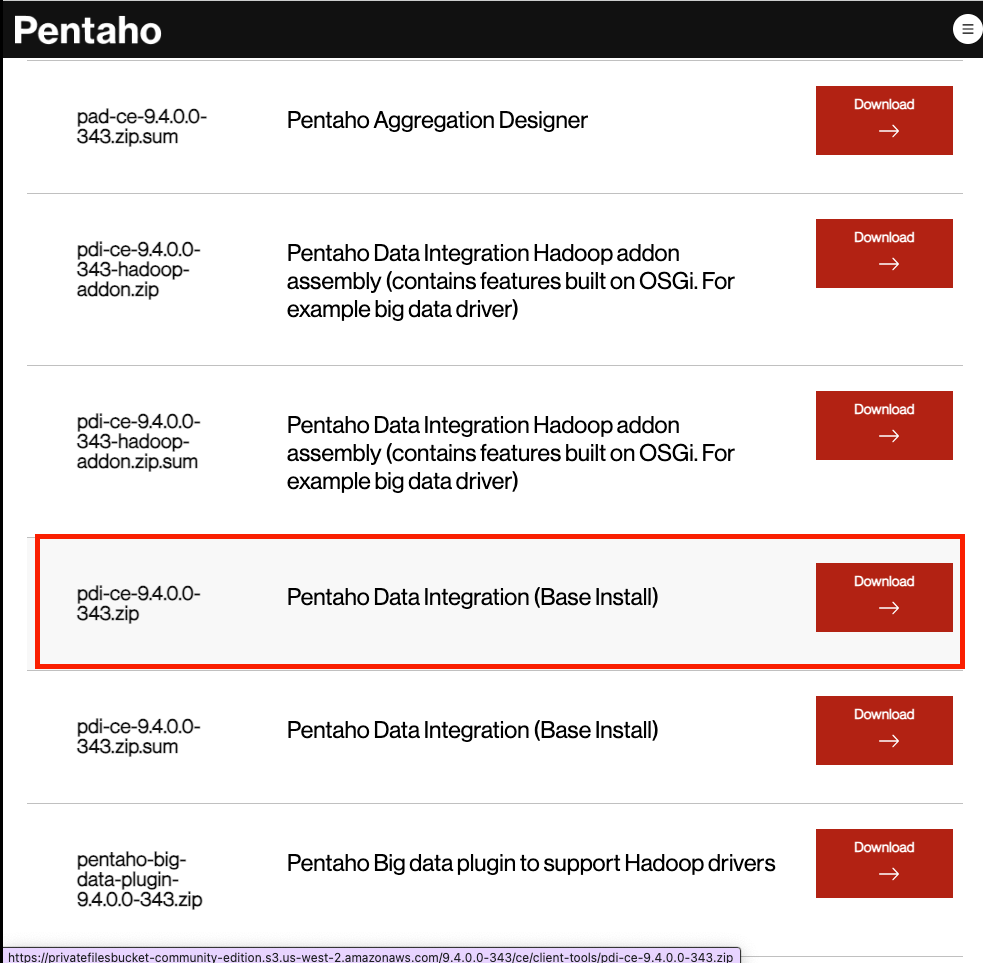 Pentaho
pad-ce-9.4.0.0-
343.zip.sum
Pentaho Aggregation Designer
Download
pdi-ce-9.4.0.0-
343-hadoop-
addon.zip
Pentaho Data Integration Hadoop addon
assembly (contains features built on OSGi. For
example big data driver)
Download
pdi-ce-9.4.0.0-
343-hadoop-
addon.zip.sum
Pentaho Data Integration Hadoop addon
assembly (contains features built on OSGi. For
example big data driver)
Download
pdi-ce-9.4.0.0-
343.zip
Pentaho Data Integration (Base Install)
Download
pdi-ce-9.4.0.0-
343.zip.sum
Pentaho Data Integration (Base Install)
Download
pentaho-big-
data-plugin-
9.4.0.0-343.zip
Pentaho Big data plugin to support Hadoop drivers
Download
https://privatefilesbucket-community-edition.s3.us-west-2.amazonaws.com/9.4.0.0-343/ce/client-tools/pdi-ce-9.4.0.0-343.zip